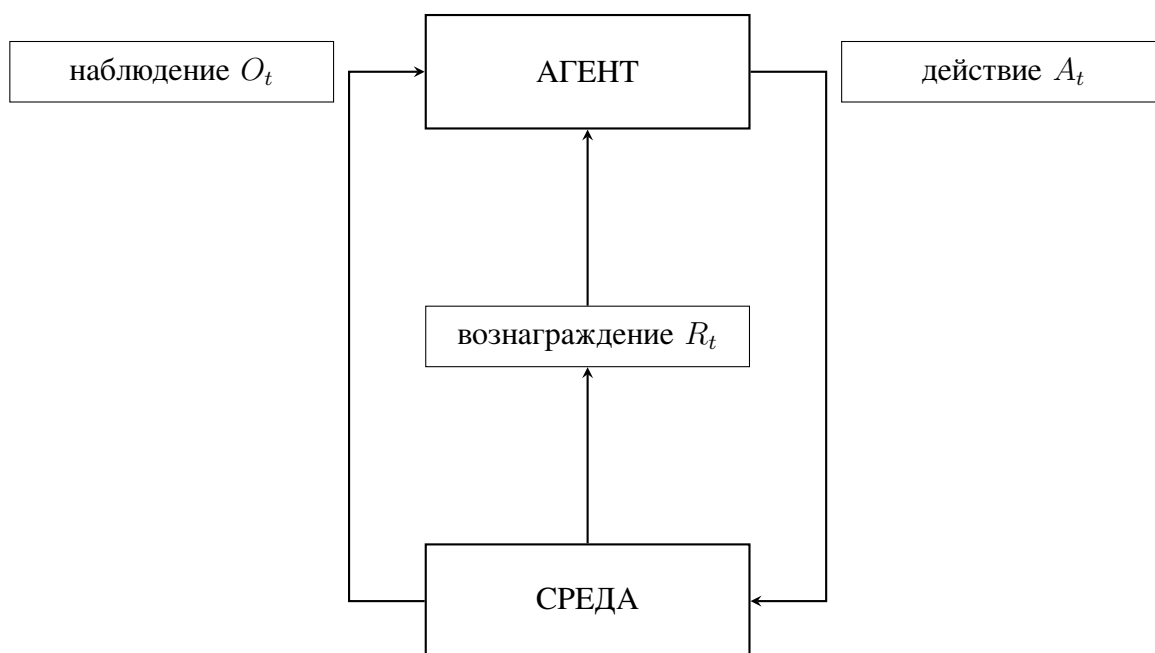 наблюдение O_t
АГЕНТ
действие A_t
вознаграждение R_t
СРЕДА